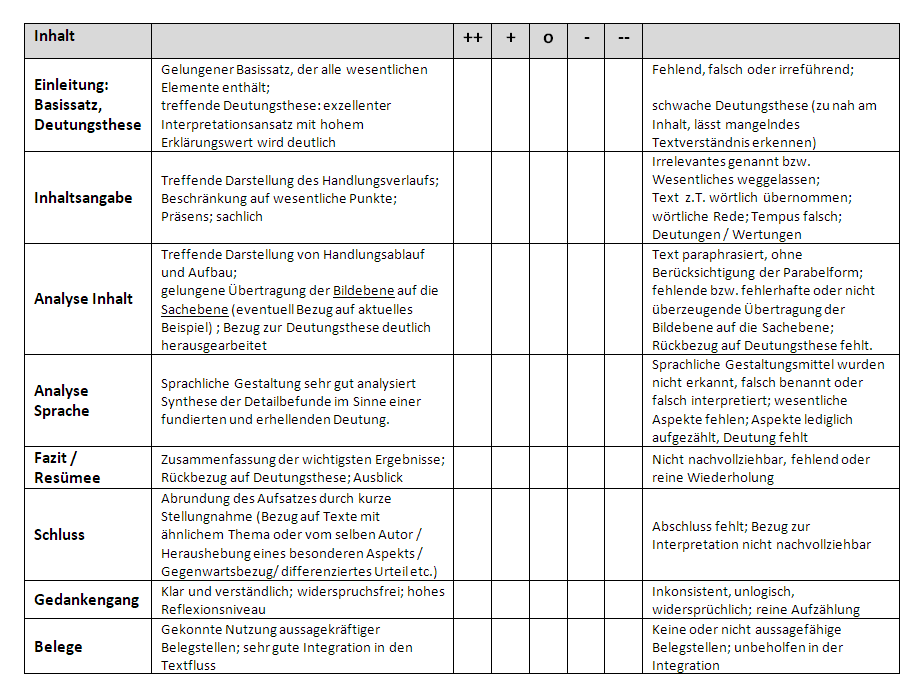 Inhalt ++ + o - --
Einleitung:
Basissatz,
Deutungsthese
Gelungener Basissatz, der alle wesentlichen
Elemente enthält;
treffende Deutungsthese: exzellenter
Interpretationsansatz mit hohem
Erklärungswert wird deutlich
Fehlend, falsch oder irreführend;
schwache Deutungsthese (zu nah am
Inhalt, lässt mangelndes
Textverständnis erkennen)
Inhaltsangabe
Treffende Darstellung des Handlungsverlaufs;
Beschränkung auf wesentliche Punkte;
Präsens; sachlich
Irrelevantes genannt bzw.
Wesentliches weggelassen;
Text z.T. wörtlich übernommen;
wörtliche Rede; Tempus falsch;
Deutungen / Wertungen
Analyse Inhalt
Treffende Darstellung von Handlungsablauf
und Aufbau;
gelungene Übertragung der Bildebene auf die
Sachebene (eventuell Bezug auf aktuelles
Beispiel) ; Bezug zur Deutungsthese deutlich
herausgearbeitet
Text paraphrasiert, ohne
Berücksichtigung der Parabelform;
fehlende bzw. fehlerhafte oder nicht
überzeugende Übertragung der
Bildebene auf die Sachebene;
Rückbezug auf Deutungsthese fehlt.
Analyse
Sprache
Sprachliche Gestaltung sehr gut analysiert
Synthese der Detailbefunde im Sinne einer
fundierten und erhellenden Deutung.
Sprachliche Gestaltungsmittel wurden
nicht erkannt, falsch benannt oder
falsch interpretiert; wesentliche
Aspekte fehlen; Aspekte lediglich
aufgezählt, Deutung fehlt
Fazit /
Resümee
Zusammenfassung der wichtigsten Ergebnisse;
Rückbezug auf Deutungsthese; Ausblick
Nicht nachvollziehbar, fehlend oder
reine Wiederholung
Schluss
Abrundung des Aufsatzes durch kurze
Stellungnahme (Bezug auf Texte mit
ähnlichem Thema oder vom selben Autor /
Heraushebung eines besonderen Aspekts /
Gegenwartsbezug/ differenziertes Urteil etc.)
Abschluss fehlt; Bezug zur
Interpretation nicht nachvollziehbar
Gedankengang
Klar und verständlich; widerspruchsfrei; hohes
Reflexionsniveau
Inkonsistent, unlogisch,
widersprüchlich; reine Aufzählung
Belege
Gekonnte Nutzung aussagekräftiger
Belegstellen; sehr gute Integration in den
Textfluss
Keine oder nicht aussagefähige
Belegstellen; unbeholfen in der
Integration